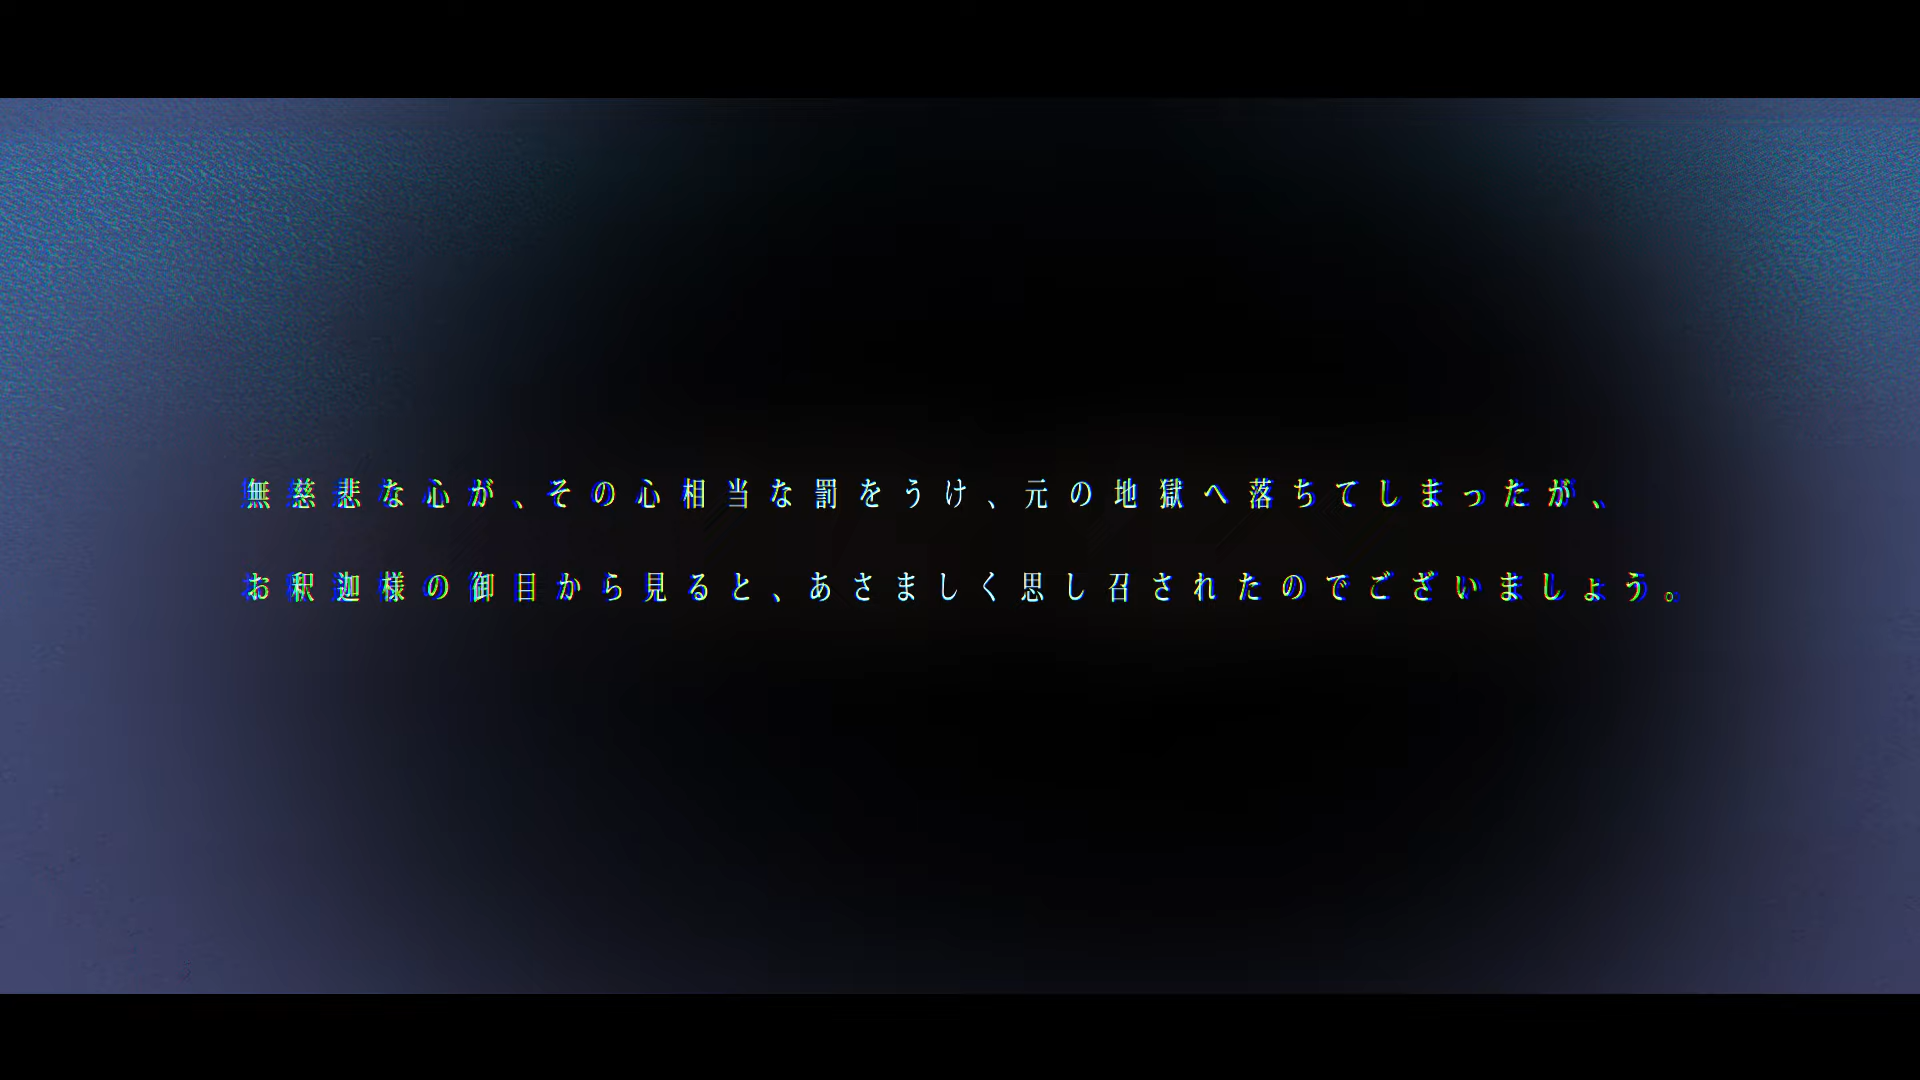 無慈悲な心が、その心相当な罰をうけ、元の地獄へ落ちてしまったが、
お釈迦様の御目から見ると、あさましく思し召されたのでございましょう。